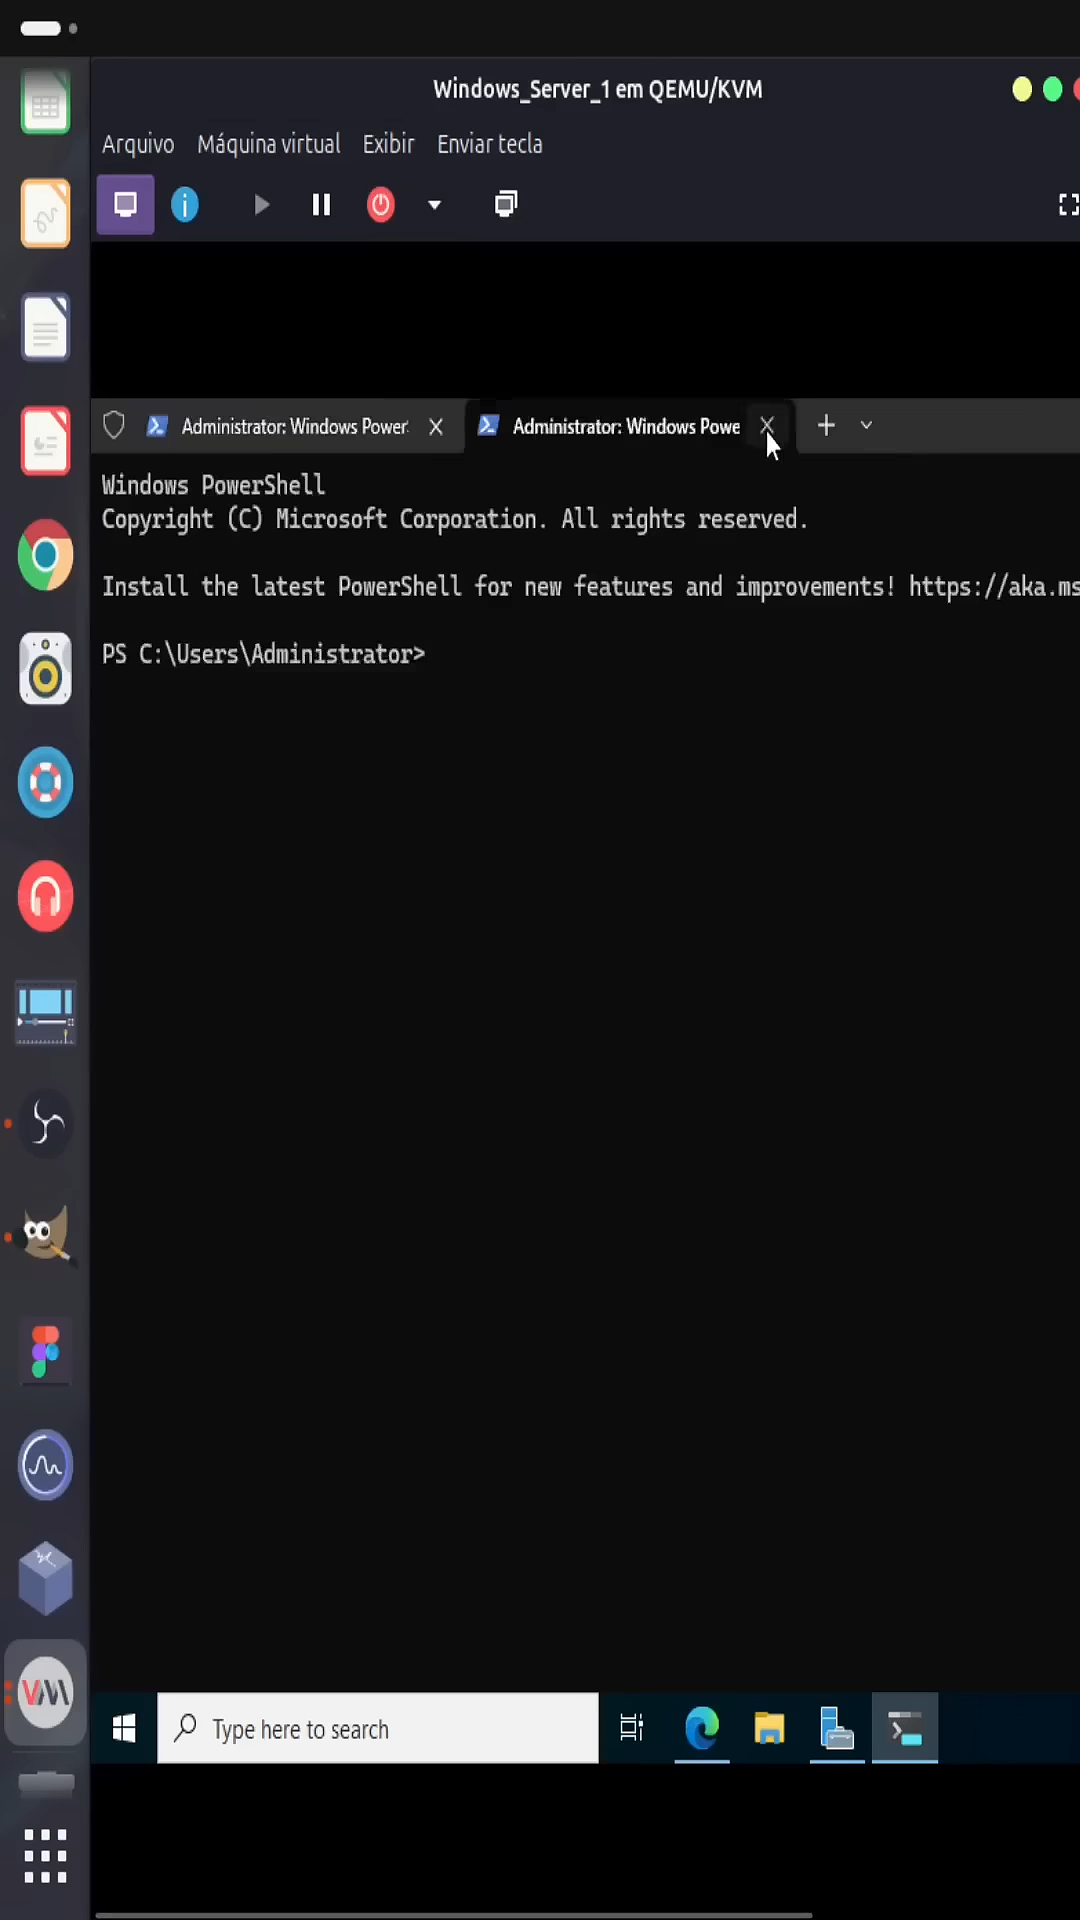 Windows_Server_1 em QEMU/KVM
Arquivo Máquina virtual Exibir Enviar tecla
Administrator: Windows Power Administrator: Windows Powe
Windows PowerShell
Copyright (C) Microsoft Corporation. All rights reserved.
Install the latest PowerShell for new features and improvements! https://aka.ms
PS C:\Users\Administrator>
VM
Type here to search